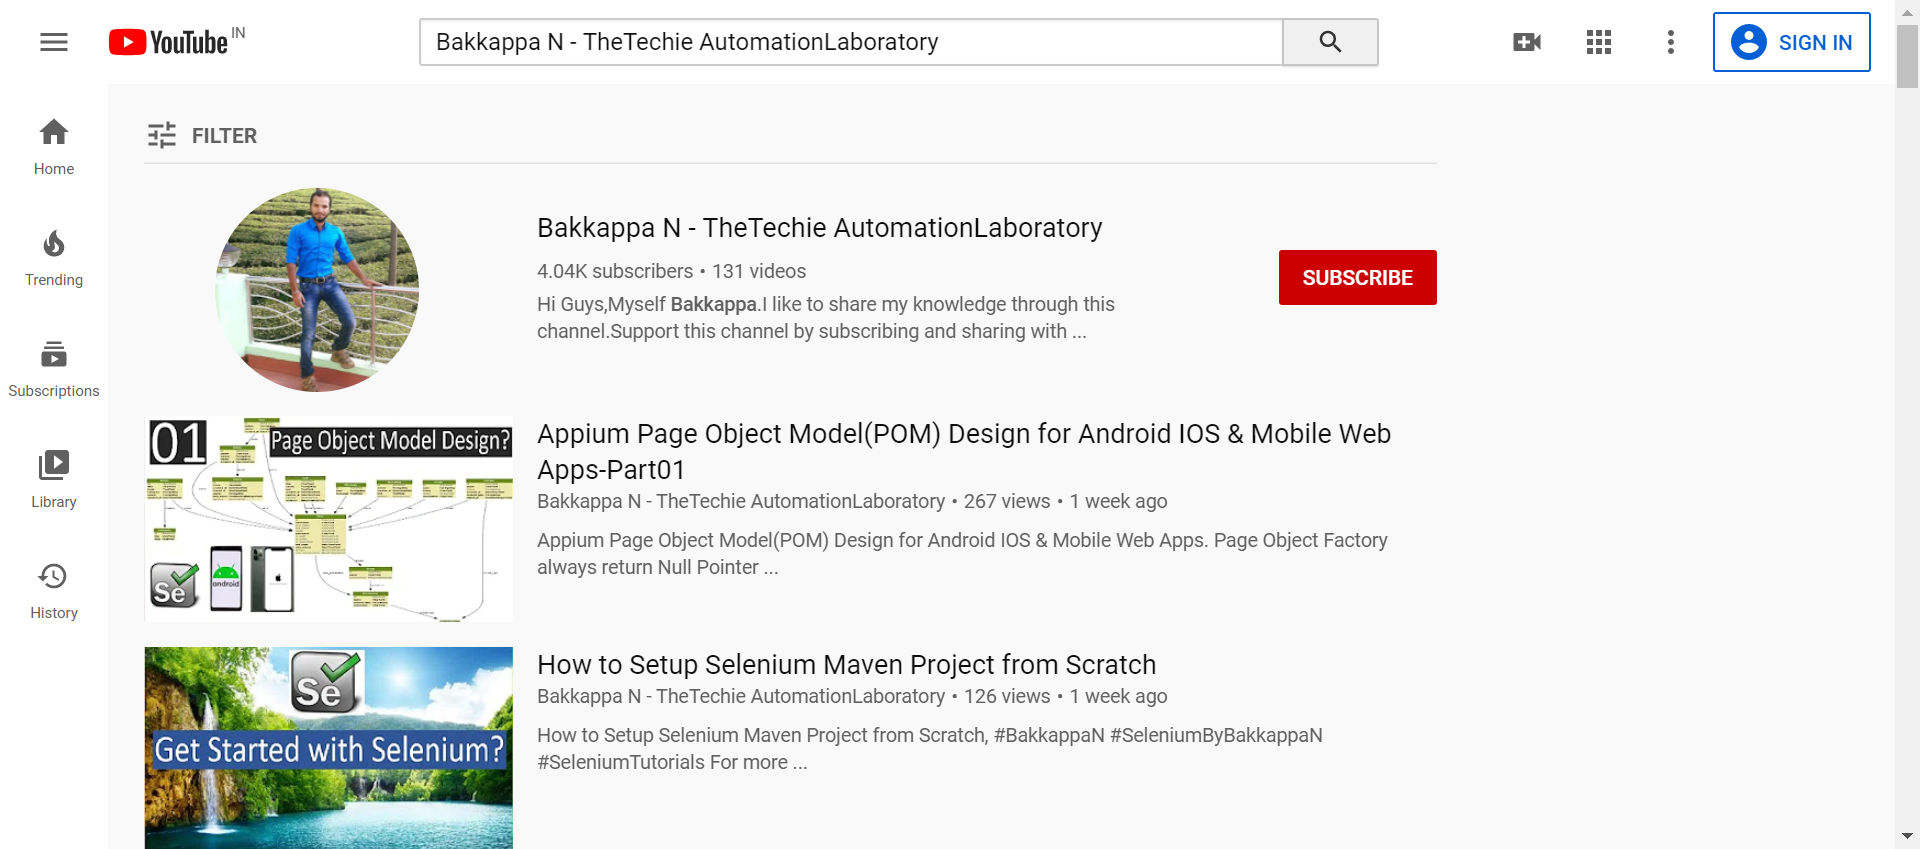 YouTube IN
Bakkappa N - TheTechie AutomationLaboratory
SIGN IN
Home
Trending
Subscriptions
Library
History
FILTER
Bakkappa N - TheTechie AutomationLaboratory
4.04K subscribers • 131 videos
Hi Guys,Myself Bakkappa.I like to share my knowledge through this
channel.Support this channel by subscribing and sharing with ...
SUBSCRIBE
01 Page Object Model Design?
Se
android
Appium Page Object Model(POM) Design for Android IOS & Mobile Web
Apps-Part01
Bakkappa N - TheTechie AutomationLaboratory • 267 views • 1 week ago
Appium Page Object Model(POM) Design for Android IOS & Mobile Web Apps. Page Object Factory
always return Null Pointer ...
Se
Get Started with Selenium?
How to Setup Selenium Maven Project from Scratch
Bakkappa N - TheTechie AutomationLaboratory • 126 views • 1 week ago
How to Setup Selenium Maven Project from Scratch, #BakkappaN #SeleniumByBakkappaN
#SeleniumTutorials For more ...